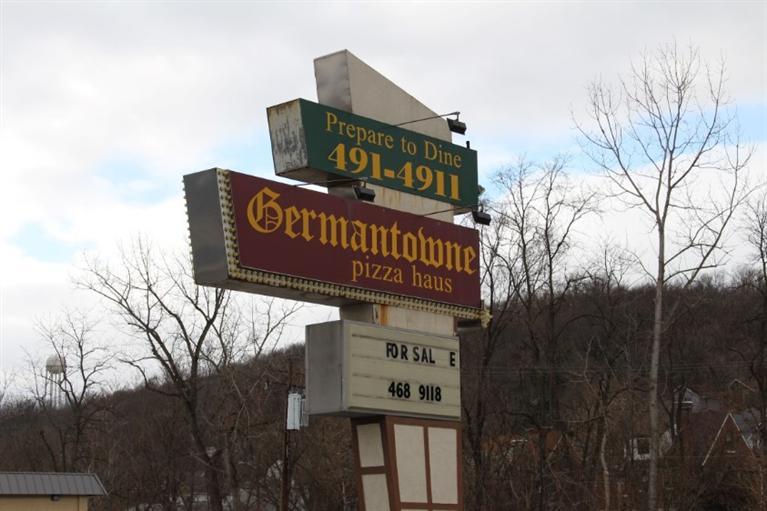 Prepare to Dine
491-4911
Germantowne
pizza haus
FOR SAL E
468 9118